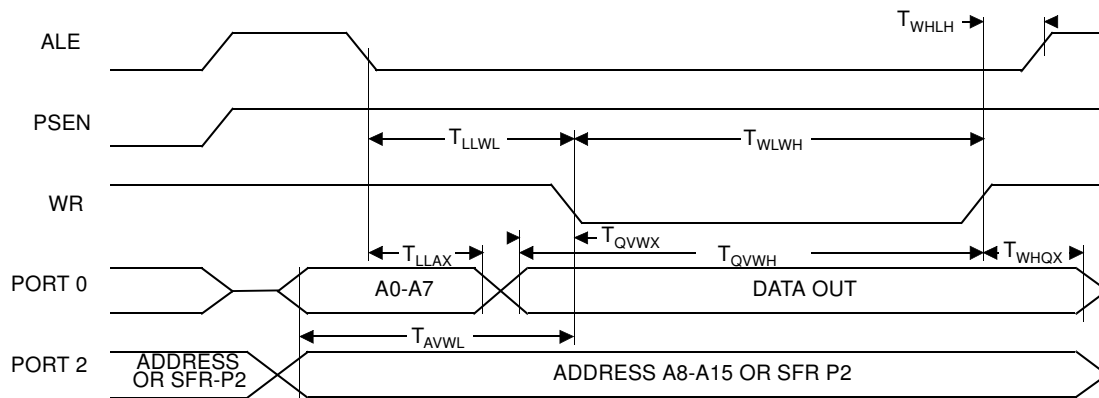 ALE
T_WHLH
PSEN
T_LLWL
T_WLWH
WR
T_QVWX
T_LLAX
T_QVWH
T_WHQX
PORT 0
A0-A7
DATA OUT
T_AVWL
PORT 2
ADDRESS
OR SFR-P2
ADDRESS A8-A15 OR SFR P2